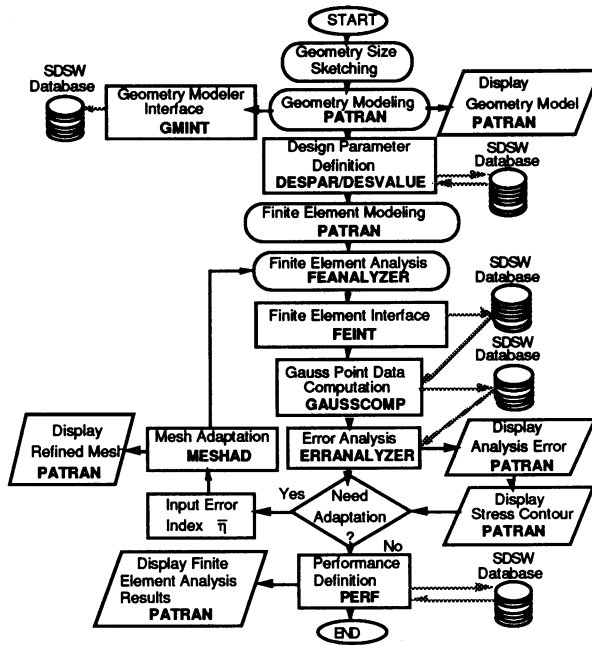 START
Geometry Size
Sketching
SDSW
Database
Geometry Modeler
Interface
GMINT
Geometry Modeling
PATRAN
Display
Geometry Model
PATRAN
Design Parameter
Definition
DESPAR/DESVALUE
SDSW
Database
Finite Element Modeling
PATRAN
Finite Element Analysis
FEANALYZER
SDSW
Database
Finite Element Interface
FEINT
SDSW
Database
Gauss Point Data
Computation
GAUSSCOMP
Display
Refined Mesh
PATRAN
Mesh Adaptation
MESHAD
Error Analysis
ERRANALYZER
Display
Analysis Error
PATRAN
Input Error
Index η̅
Yes
Need
Adaptation
?
Display
Stress Contour
PATRAN
No
Display Finite
Element Analysis
Results
PATRAN
Performance
Definition
PERF
SDSW
Database
END